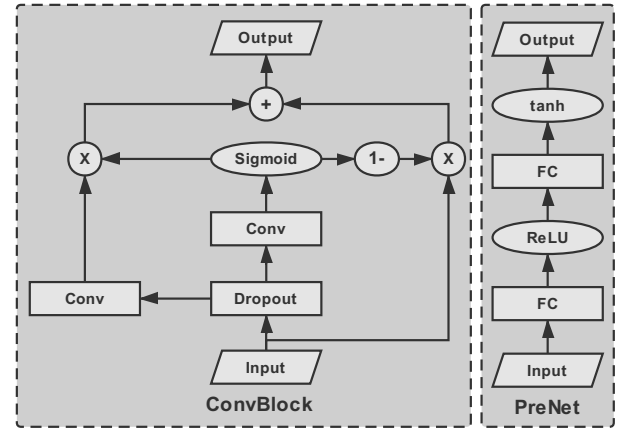 Output
+
X
Sigmoid
1-
X
Conv
Conv
Dropout
Input
ConvBlock
Output
tanh
FC
ReLU
FC
Input
PreNet